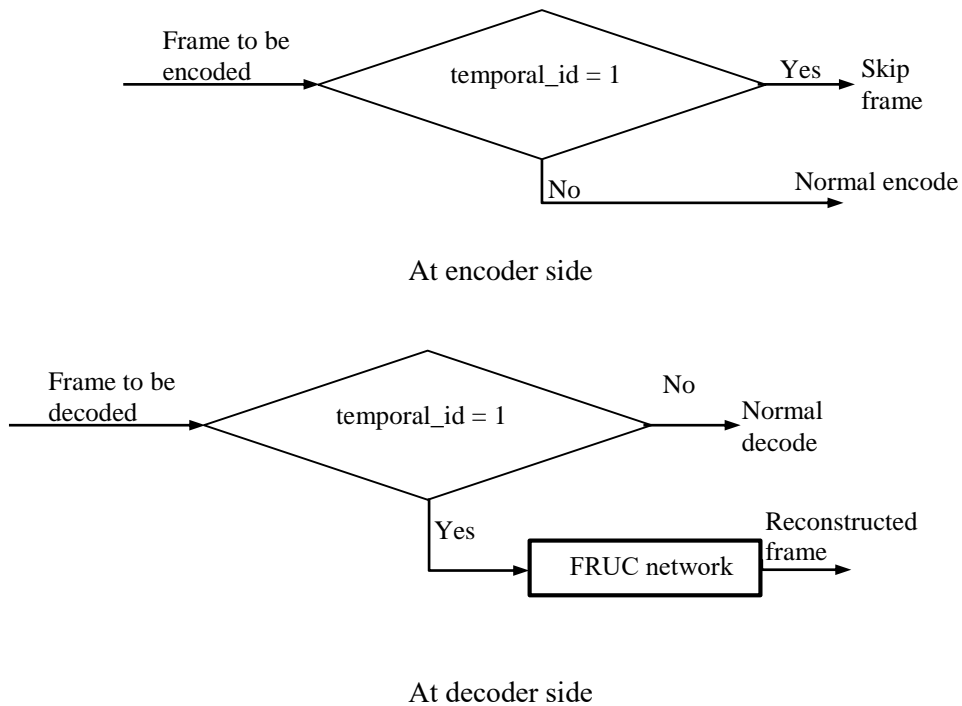 Frame to be
encoded
temporal_id = 1
Yes
Skip
frame
No
Normal encode
At encoder side
Frame to be
decoded
temporal_id = 1
No
Normal
decode
Yes
FRUC network
Reconstructed
frame
At decoder side